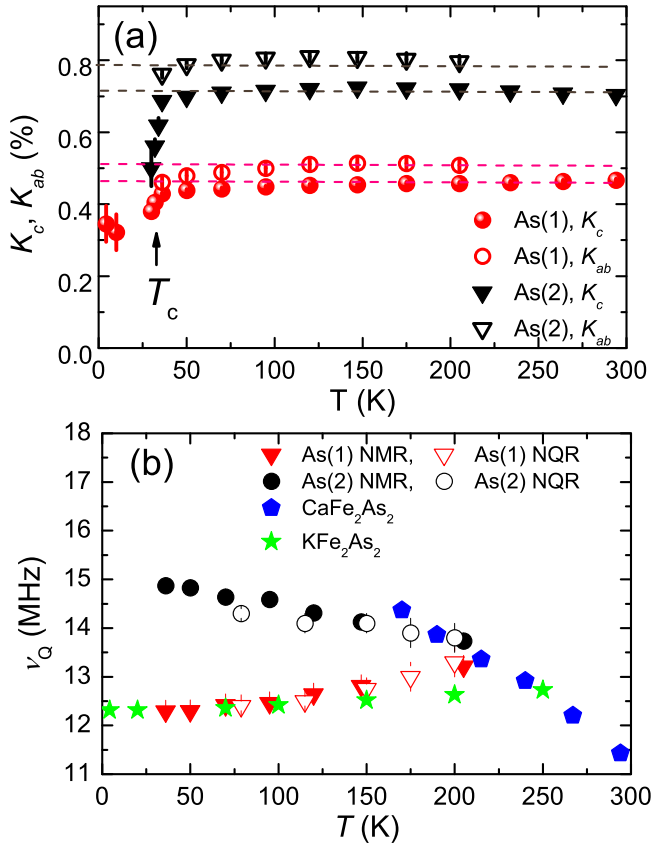 (a)
0.8
0.6
0.4
0.2
0.0
K_c, K_ab (%)
T_c
As(1), K_c
As(1), K_ab
As(2), K_c
As(2), K_ab
0 50 100 150 200 250 300
T (K)
(b)
18
17
16
15
14
13
12
11
ν_Q (MHz)
As(1) NMR, As(1) NQR
As(2) NMR, As(2) NQR
CaFe₂As₂
KFe₂As₂
0 50 100 150 200 250 300
T (K)